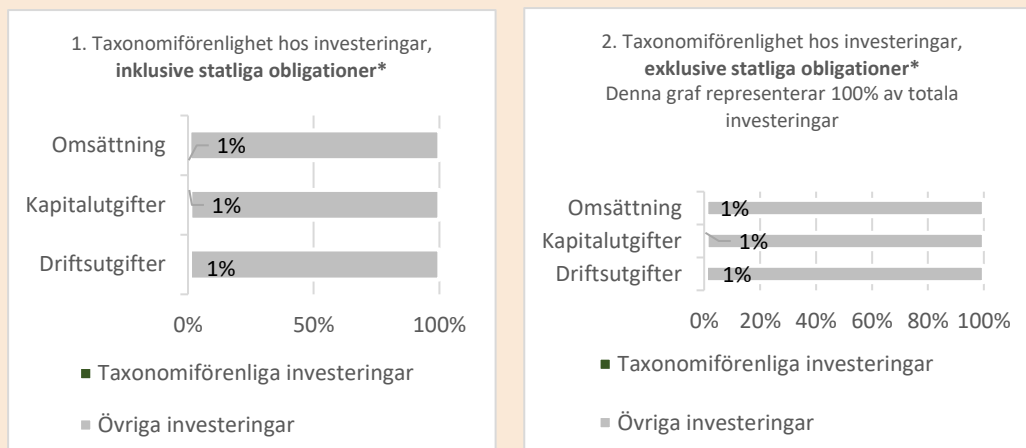 1. Taxonomiförenlighet hos investeringar,
inklusive statliga obligationer*
Omsättning
1%
Kapitalutgifter
1%
Driftsutgifter
1%
0%
50%
100%
Taxonomiförenliga investeringar
Övriga investeringar
2. Taxonomiförenlighet hos investeringar,
exklusive statliga obligationer*
Denna graf representerar 100% av totala
investeringar
Omsättning
1%
Kapitalutgifter
1%
Driftsutgifter
1%
0% 20% 40% 60% 80% 100%
Taxonomiförenliga investeringar
Övriga investeringar